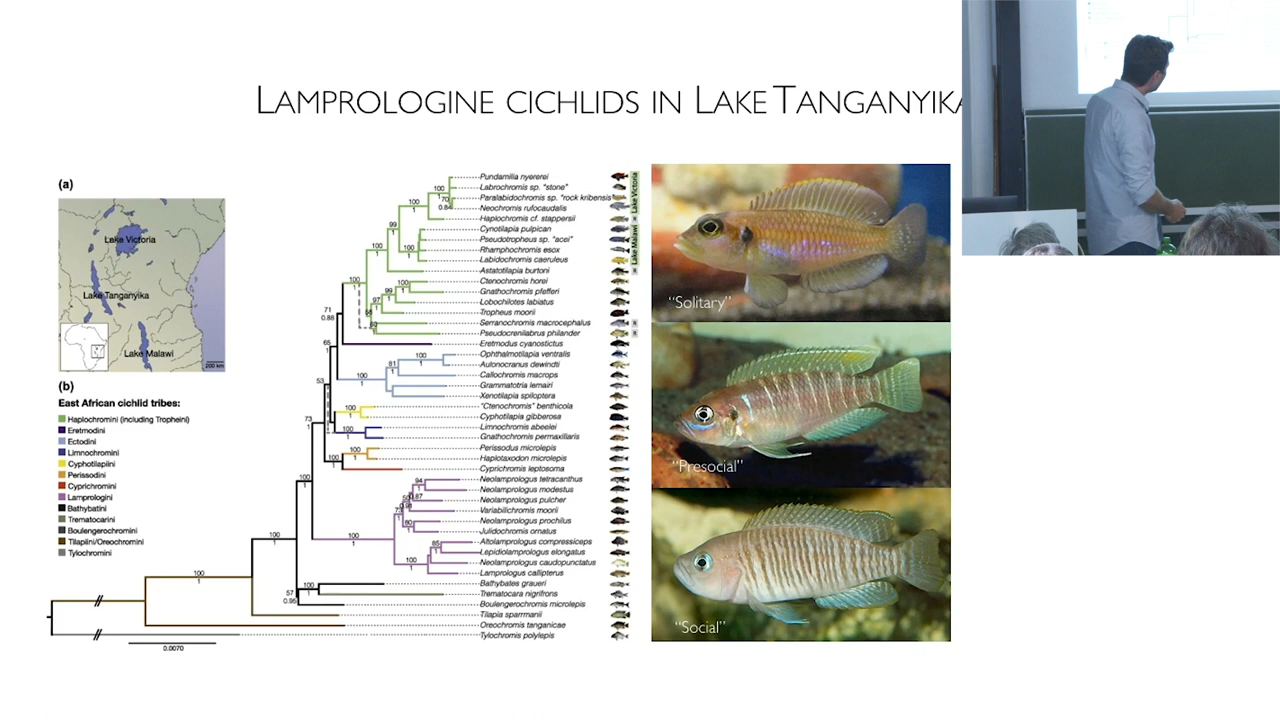 LAMPROLOGINE CICHLIDS IN LAKE TANGANYIKA
(a)
Lake Victoria
Lake Tanganyika
Lake Malawi
200 km
(b)
East African cichlid tribes:
Haplochromini (including Tropheini)
Eretmodini
Ectodini
Limnochromini
Cyphotilapiini
Perissodini
Cyprichromini
Lamprologini
Bathybatini
Trematocarini
Boulengerochromini
Tilapiini/Oreochromini
Tylochromini
Pundamilia nyererei
Labrochromis sp. "stone"
Paralabidochromis sp. "rock kribensis"
Neochromis rufocaudalis
Haplochromis cf. stappersii
Cynotilapia pulpican
Pseudotropheus sp. "acei"
Rhamphochromis esox
Labidochromis caeruleus
Astatotilapia burtoni
Ctenochromis horei
Gnathochromis pfefferi
Lobochilotes labiatus
Tropheus moorii
Serranochromis macrocephalus
Pseudocrenilabrus philander
Eretmodus cyanostictus
Ophthalmotilapia ventralis
Aulonocranus dewindti
Callochromis macrops
Grammatotria lemairi
Xenotilapia spiloptera
"Ctenochromis" benthicola
Cyphotilapia gibberosa
Limnochromis abeelei
Gnathochromis permaxillaris
Perissodus microlepis
Haplotaxodon microlepis
Cyprichromis leptosoma
Neolamprologus tetracanthus
Neolamprologus modestus
Neolamprologus pulcher
Variabilichromis moorii
Neolamprologus prochilus
Julidochromis ornatus
Altolamprologus compressiceps
Lepidiolamprologus elongatus
Neolamprologus caudopunctatus
Lamprologus callipterus
Bathybates graueri
Trematocara nigrifrons
Boulengerochromis microlepis
Tilapia sparrmanii
Oreochromis tanganicae
Tylochromis polylepis
Lake Victoria
Lake Malawi
0.0070
"Solitary"
"Presocial"
"Social"